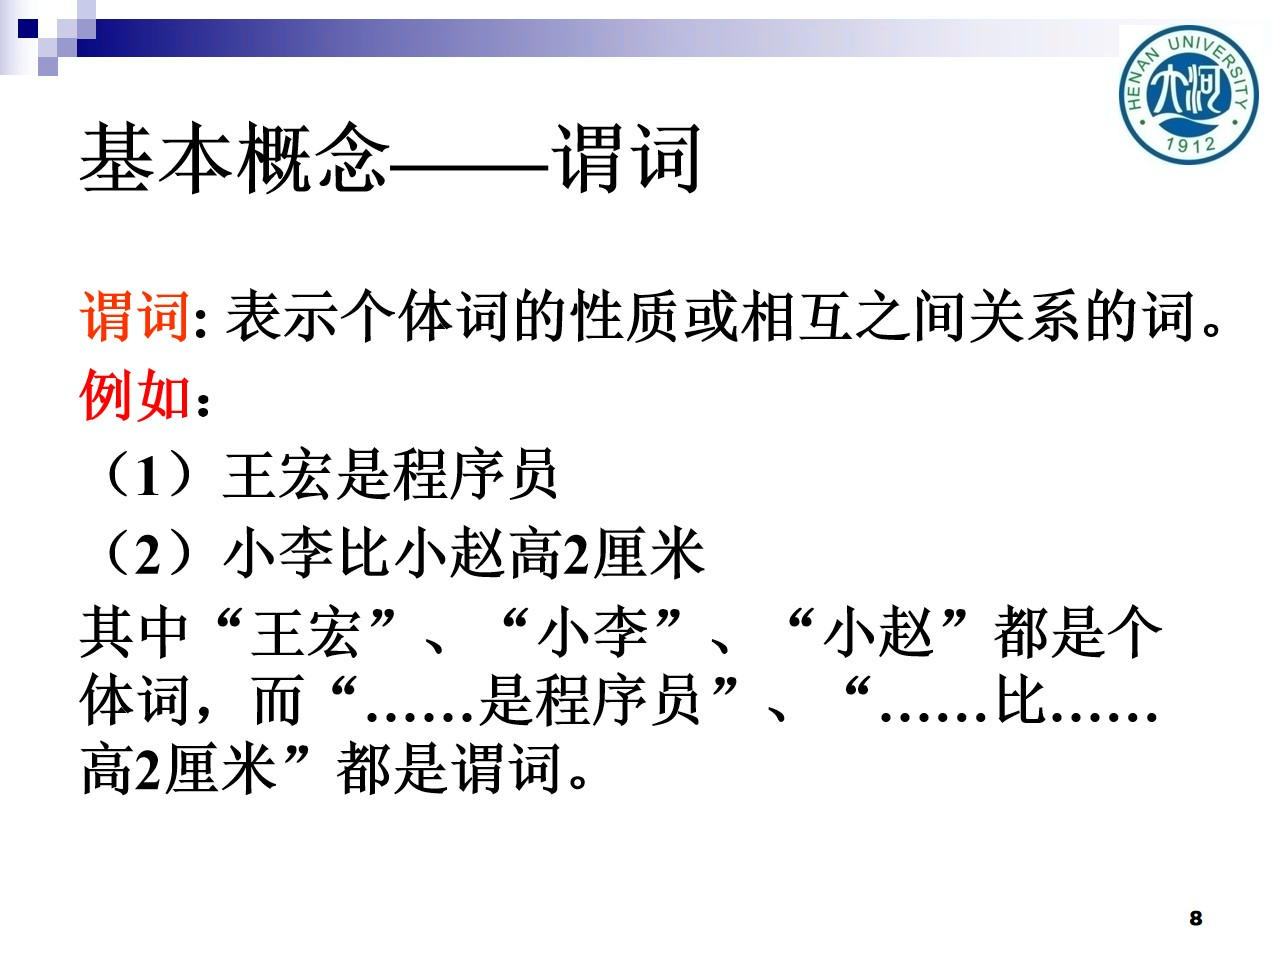 HENAN UNIVERSITY
1912
基本概念——谓词
谓词: 表示个体词的性质或相互之间关系的词。
例如：
（1）王宏是程序员
（2）小李比小赵高2厘米
其中“王宏”、“小李”、“小赵”都是个
体词，而“……是程序员”、“……比……
高2厘米”都是谓词。
8